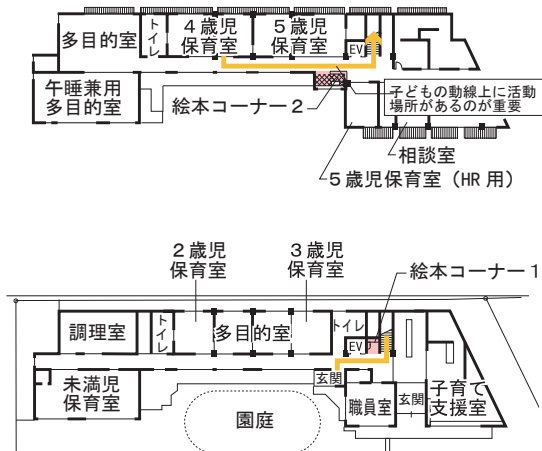 多目的室
トイレ
4歳児
保育室
5歳児
保育室
EV
午睡兼用
多目的室
絵本コーナー2
子どもの動線上に活動
場所があるのが重要
相談室
5歳児保育室（HR用）
2歳児
保育室
3歳児
保育室
絵本コーナー1
調理室
トイレ
多目的室
トイレ
EV
未満児
保育室
玄関
園庭
職員室
玄関
子育て
支援室